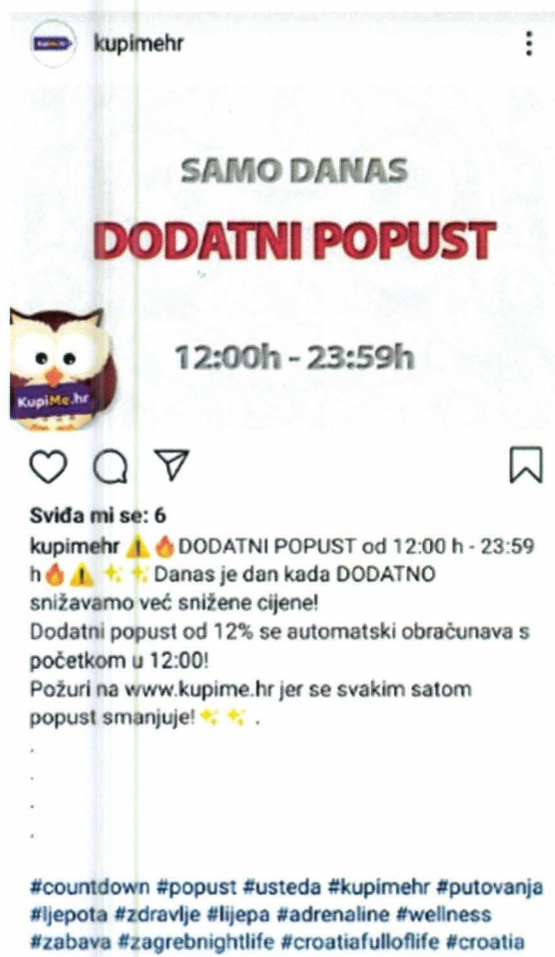 kupimehr
SAMO DANAS
DODATNI POPUST
12:00h - 23:59h
KupiMe.hr
Sviđa mi se: 6
kupimehr ⚠️🔥DODATNI POPUST od 12:00 h - 23:59
h🔥⚠️ ✨ ✨Danas je dan kada DODATNO
snižavamo već snižene cijene!
Dodatni popust od 12% se automatski obračunava s
početkom u 12:00!
Požuri na www.kupime.hr jer se svakim satom
popust smanjuje!✨ ✨ .
.
.
.
.
#countdown #popust #usteda #kupimehr #putovanja
#ljepota #zdravlje #lijepa #adrenaline #wellness
#zabava #zagrebnightlife #croatiafulloflife #croatia